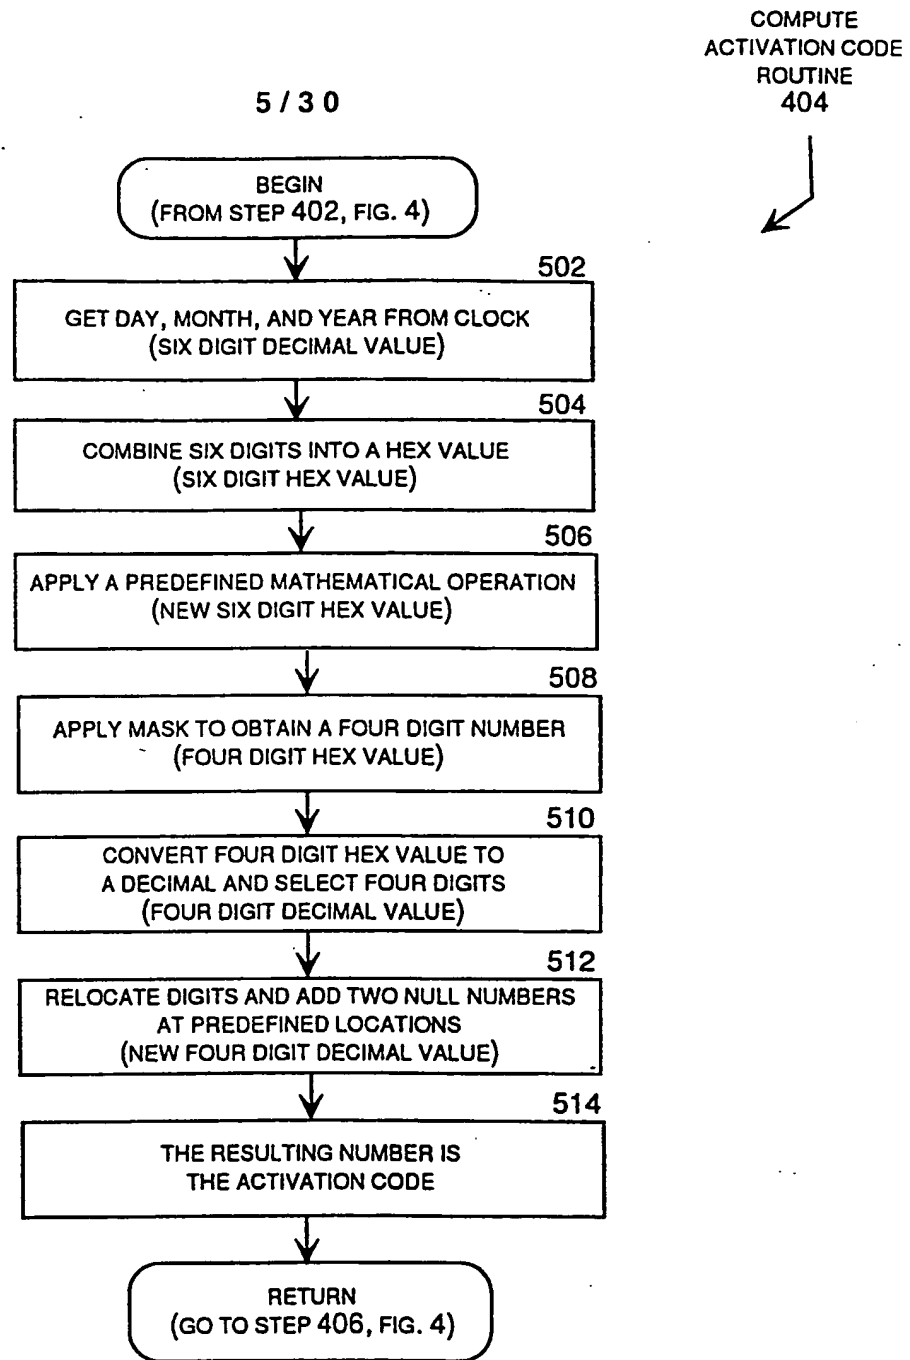 COMPUTE
ACTIVATION CODE
ROUTINE
404
5/30
BEGIN
(FROM STEP 402, FIG. 4)
502
GET DAY, MONTH, AND YEAR FROM CLOCK
(SIX DIGIT DECIMAL VALUE)
504
COMBINE SIX DIGITS INTO A HEX VALUE
(SIX DIGIT HEX VALUE)
506
APPLY A PREDEFINED MATHEMATICAL OPERATION
(NEW SIX DIGIT HEX VALUE)
508
APPLY MASK TO OBTAIN A FOUR DIGIT NUMBER
(FOUR DIGIT HEX VALUE)
510
CONVERT FOUR DIGIT HEX VALUE TO
A DECIMAL AND SELECT FOUR DIGITS
(FOUR DIGIT DECIMAL VALUE)
512
RELOCATE DIGITS AND ADD TWO NULL NUMBERS
AT PREDEFINED LOCATIONS
(NEW FOUR DIGIT DECIMAL VALUE)
514
THE RESULTING NUMBER IS
THE ACTIVATION CODE
RETURN
(GO TO STEP 406, FIG. 4)